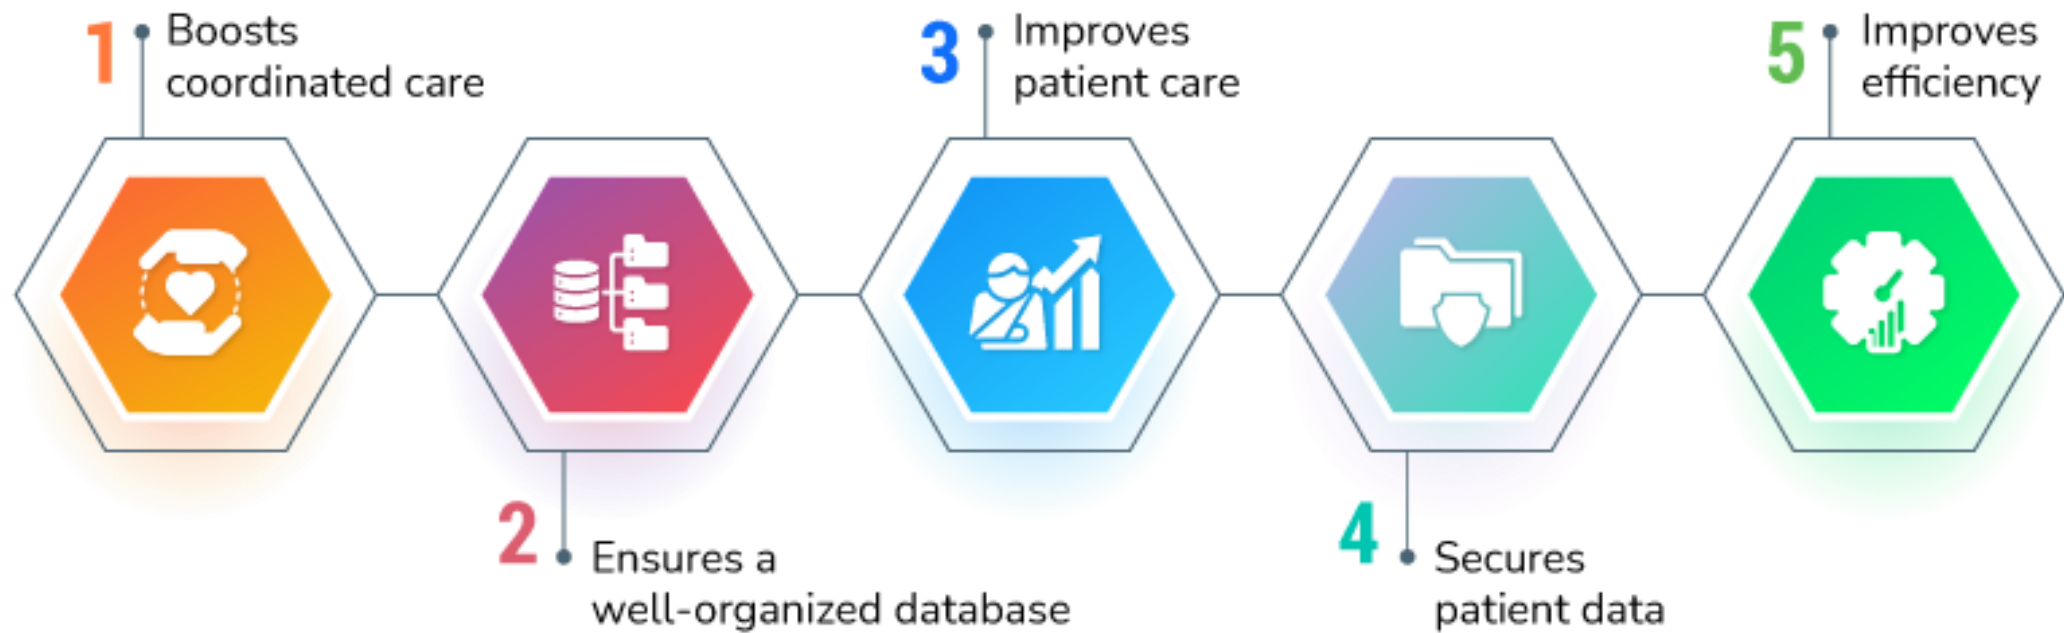 1
Boosts
coordinated care
2
Ensures a
well-organized database
3
Improves
patient care
4
Secures
patient data
5
Improves
efficiency